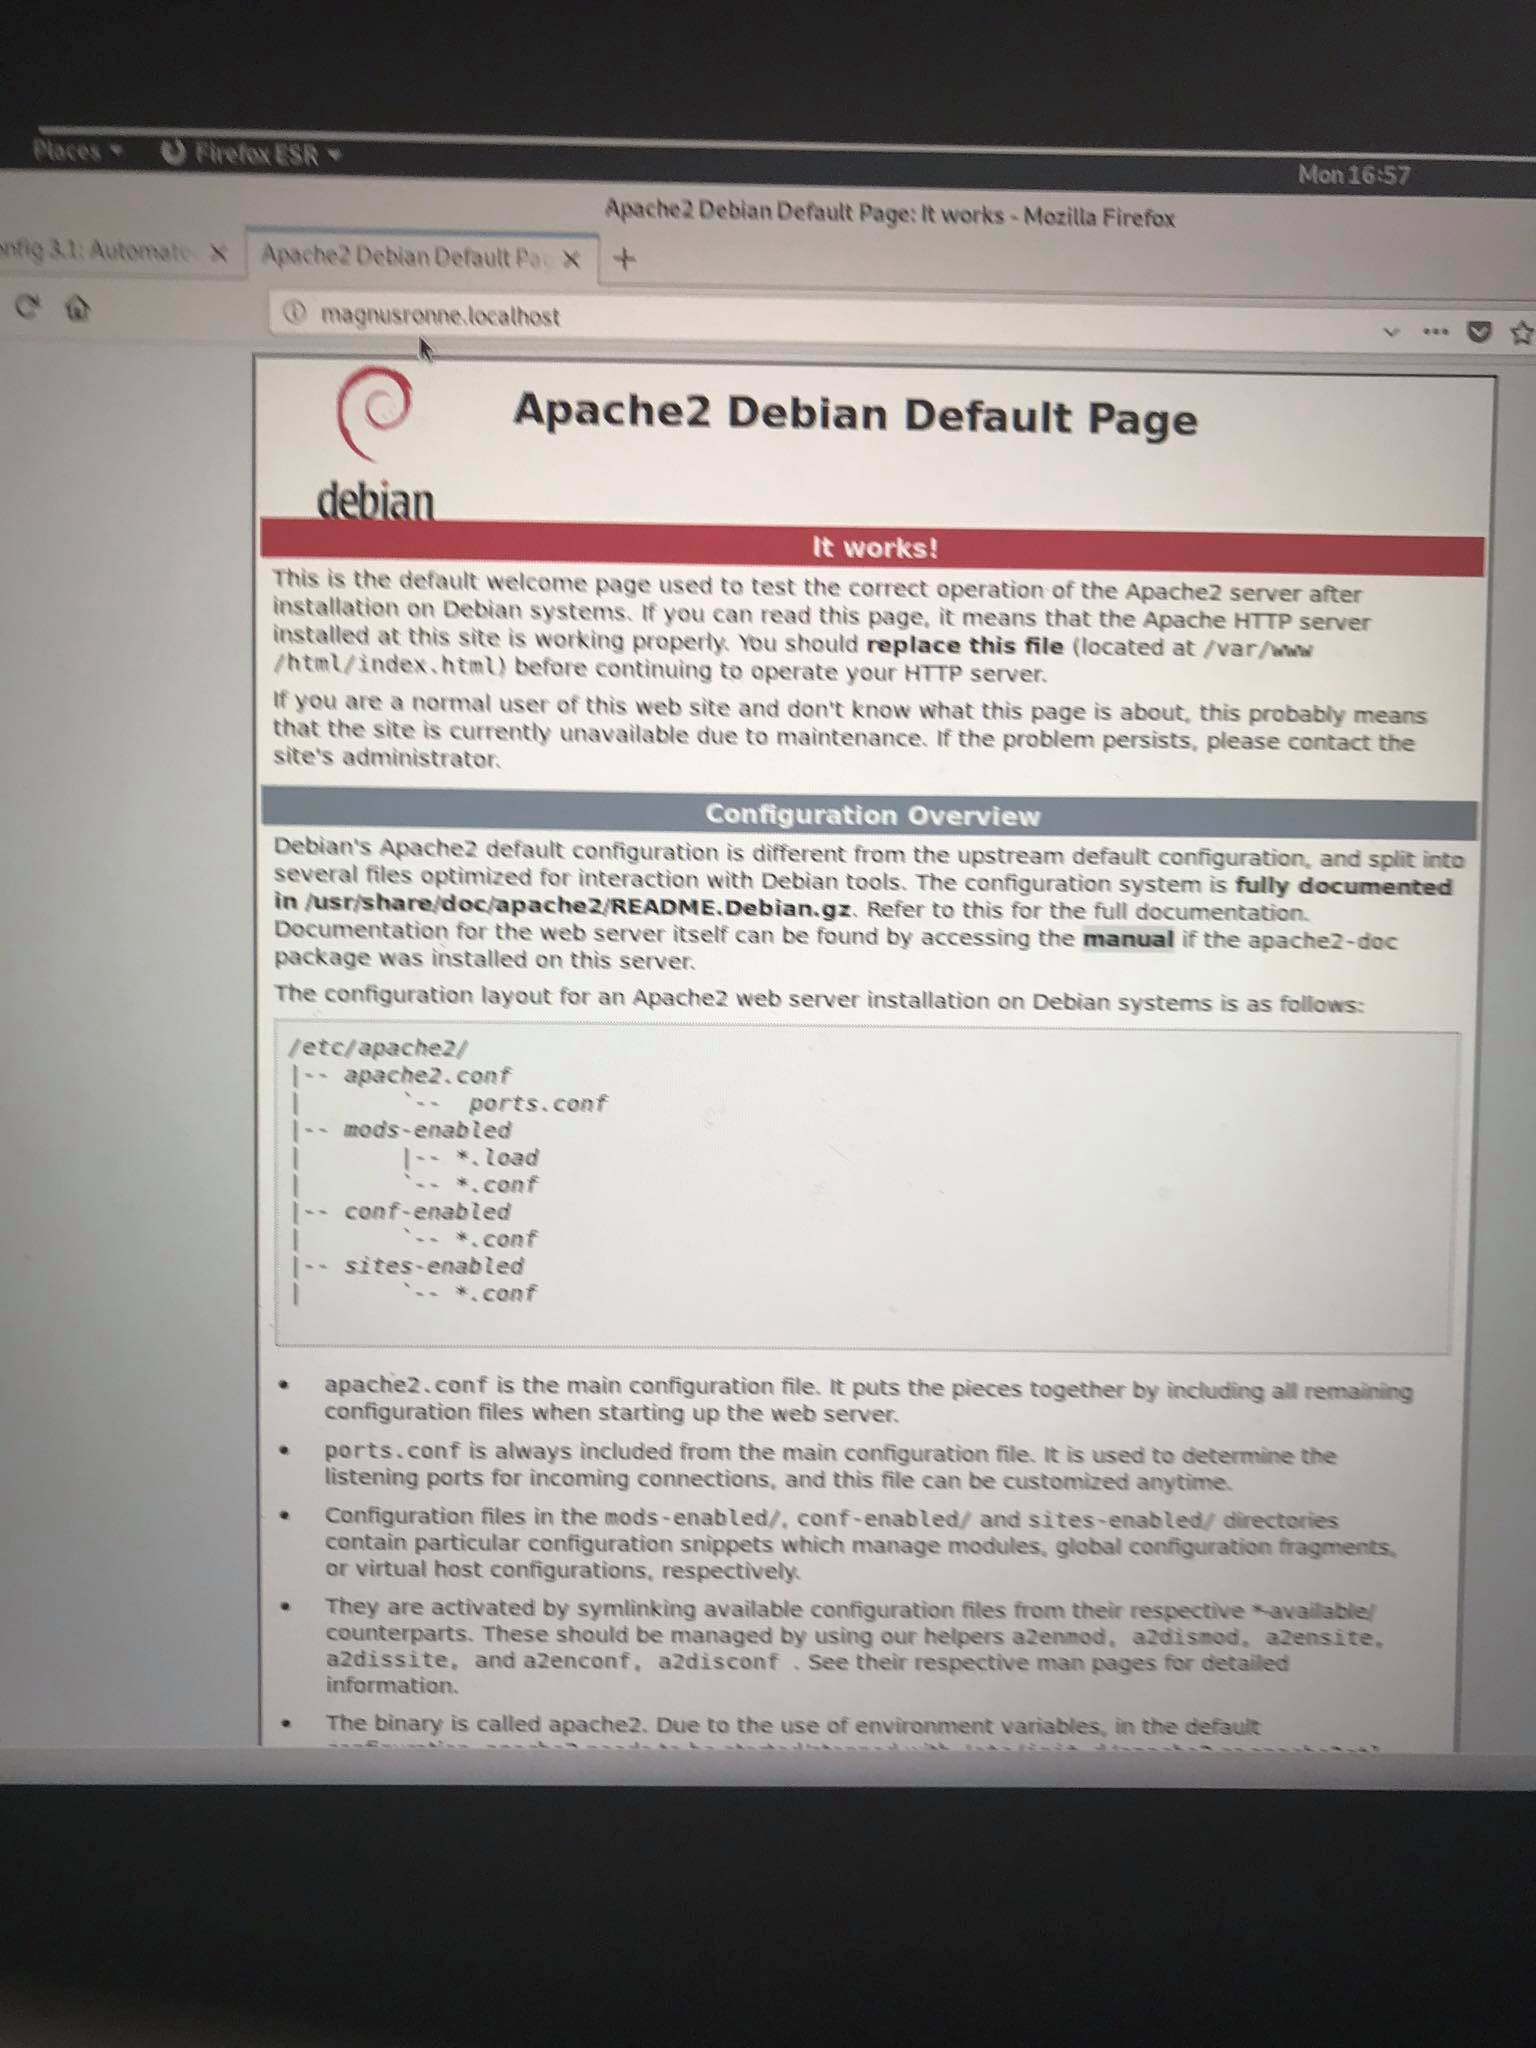 Places
Firefox ESR
Mon 16:57
Apache2 Debian Default Page: It works - Mozilla Firefox
nfig 3.1: Automate
Apache2 Debian Default Pa
magnusronne.localhost
debian
Apache2 Debian Default Page
It works!
This is the default welcome page used to test the correct operation of the Apache2 server after
installation on Debian systems. If you can read this page, it means that the Apache HTTP server
installed at this site is working properly. You should replace this file (located at /var/www
/html/index.html) before continuing to operate your HTTP server.
If you are a normal user of this web site and don't know what this page is about, this probably means
that the site is currently unavailable due to maintenance. If the problem persists, please contact the
site's administrator.
Configuration Overview
Debian's Apache2 default configuration is different from the upstream default configuration, and split into
several files optimized for interaction with Debian tools. The configuration system is fully documented
in /usr/share/doc/apache2/README.Debian.gz. Refer to this for the full documentation.
Documentation for the web server itself can be found by accessing the manual if the apache2-doc
package was installed on this server.
The configuration layout for an Apache2 web server installation on Debian systems is as follows:
/etc/apache2/
|-- apache2.conf
|       `--  ports.conf
|-- mods-enabled
|       |-- *.load
|       `-- *.conf
|-- conf-enabled
|       `-- *.conf
|-- sites-enabled
|       `-- *.conf
• apache2.conf is the main configuration file. It puts the pieces together by including all remaining
configuration files when starting up the web server.
• ports.conf is always included from the main configuration file. It is used to determine the
listening ports for incoming connections, and this file can be customized anytime.
• Configuration files in the mods-enabled/, conf-enabled/ and sites-enabled/ directories
contain particular configuration snippets which manage modules, global configuration fragments,
or virtual host configurations, respectively.
• They are activated by symlinking available configuration files from their respective *-available/
counterparts. These should be managed by using our helpers a2enmod, a2dismod, a2ensite,
a2dissite, and a2enconf, a2disconf . See their respective man pages for detailed
information.
• The binary is called apache2. Due to the use of environment variables, in the default